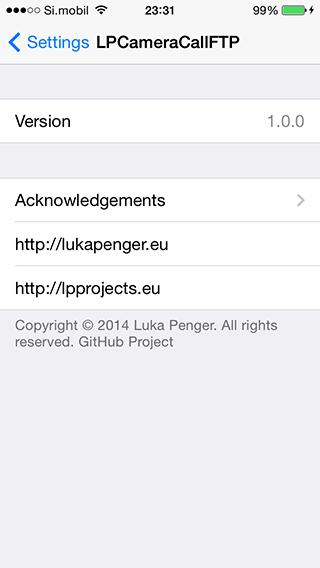 Si.mobil 23:31 99%
Settings LPCameraCallFTP
Version 1.0.0
Acknowledgements
http://lukapenger.eu
http://lpprojects.eu
Copyright © 2014 Luka Penger. All rights
reserved. GitHub Project